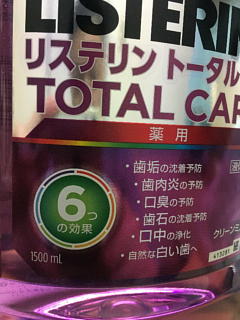 LISTERIN
リステリン トータル
TOTAL CAR
薬用
6つの効果
・歯垢の沈着予防
・歯肉炎の予防
・口臭の予防
・歯石の沈着予防
・口中の浄化
・自然な白い歯へ
1500 mL
クリーンミ